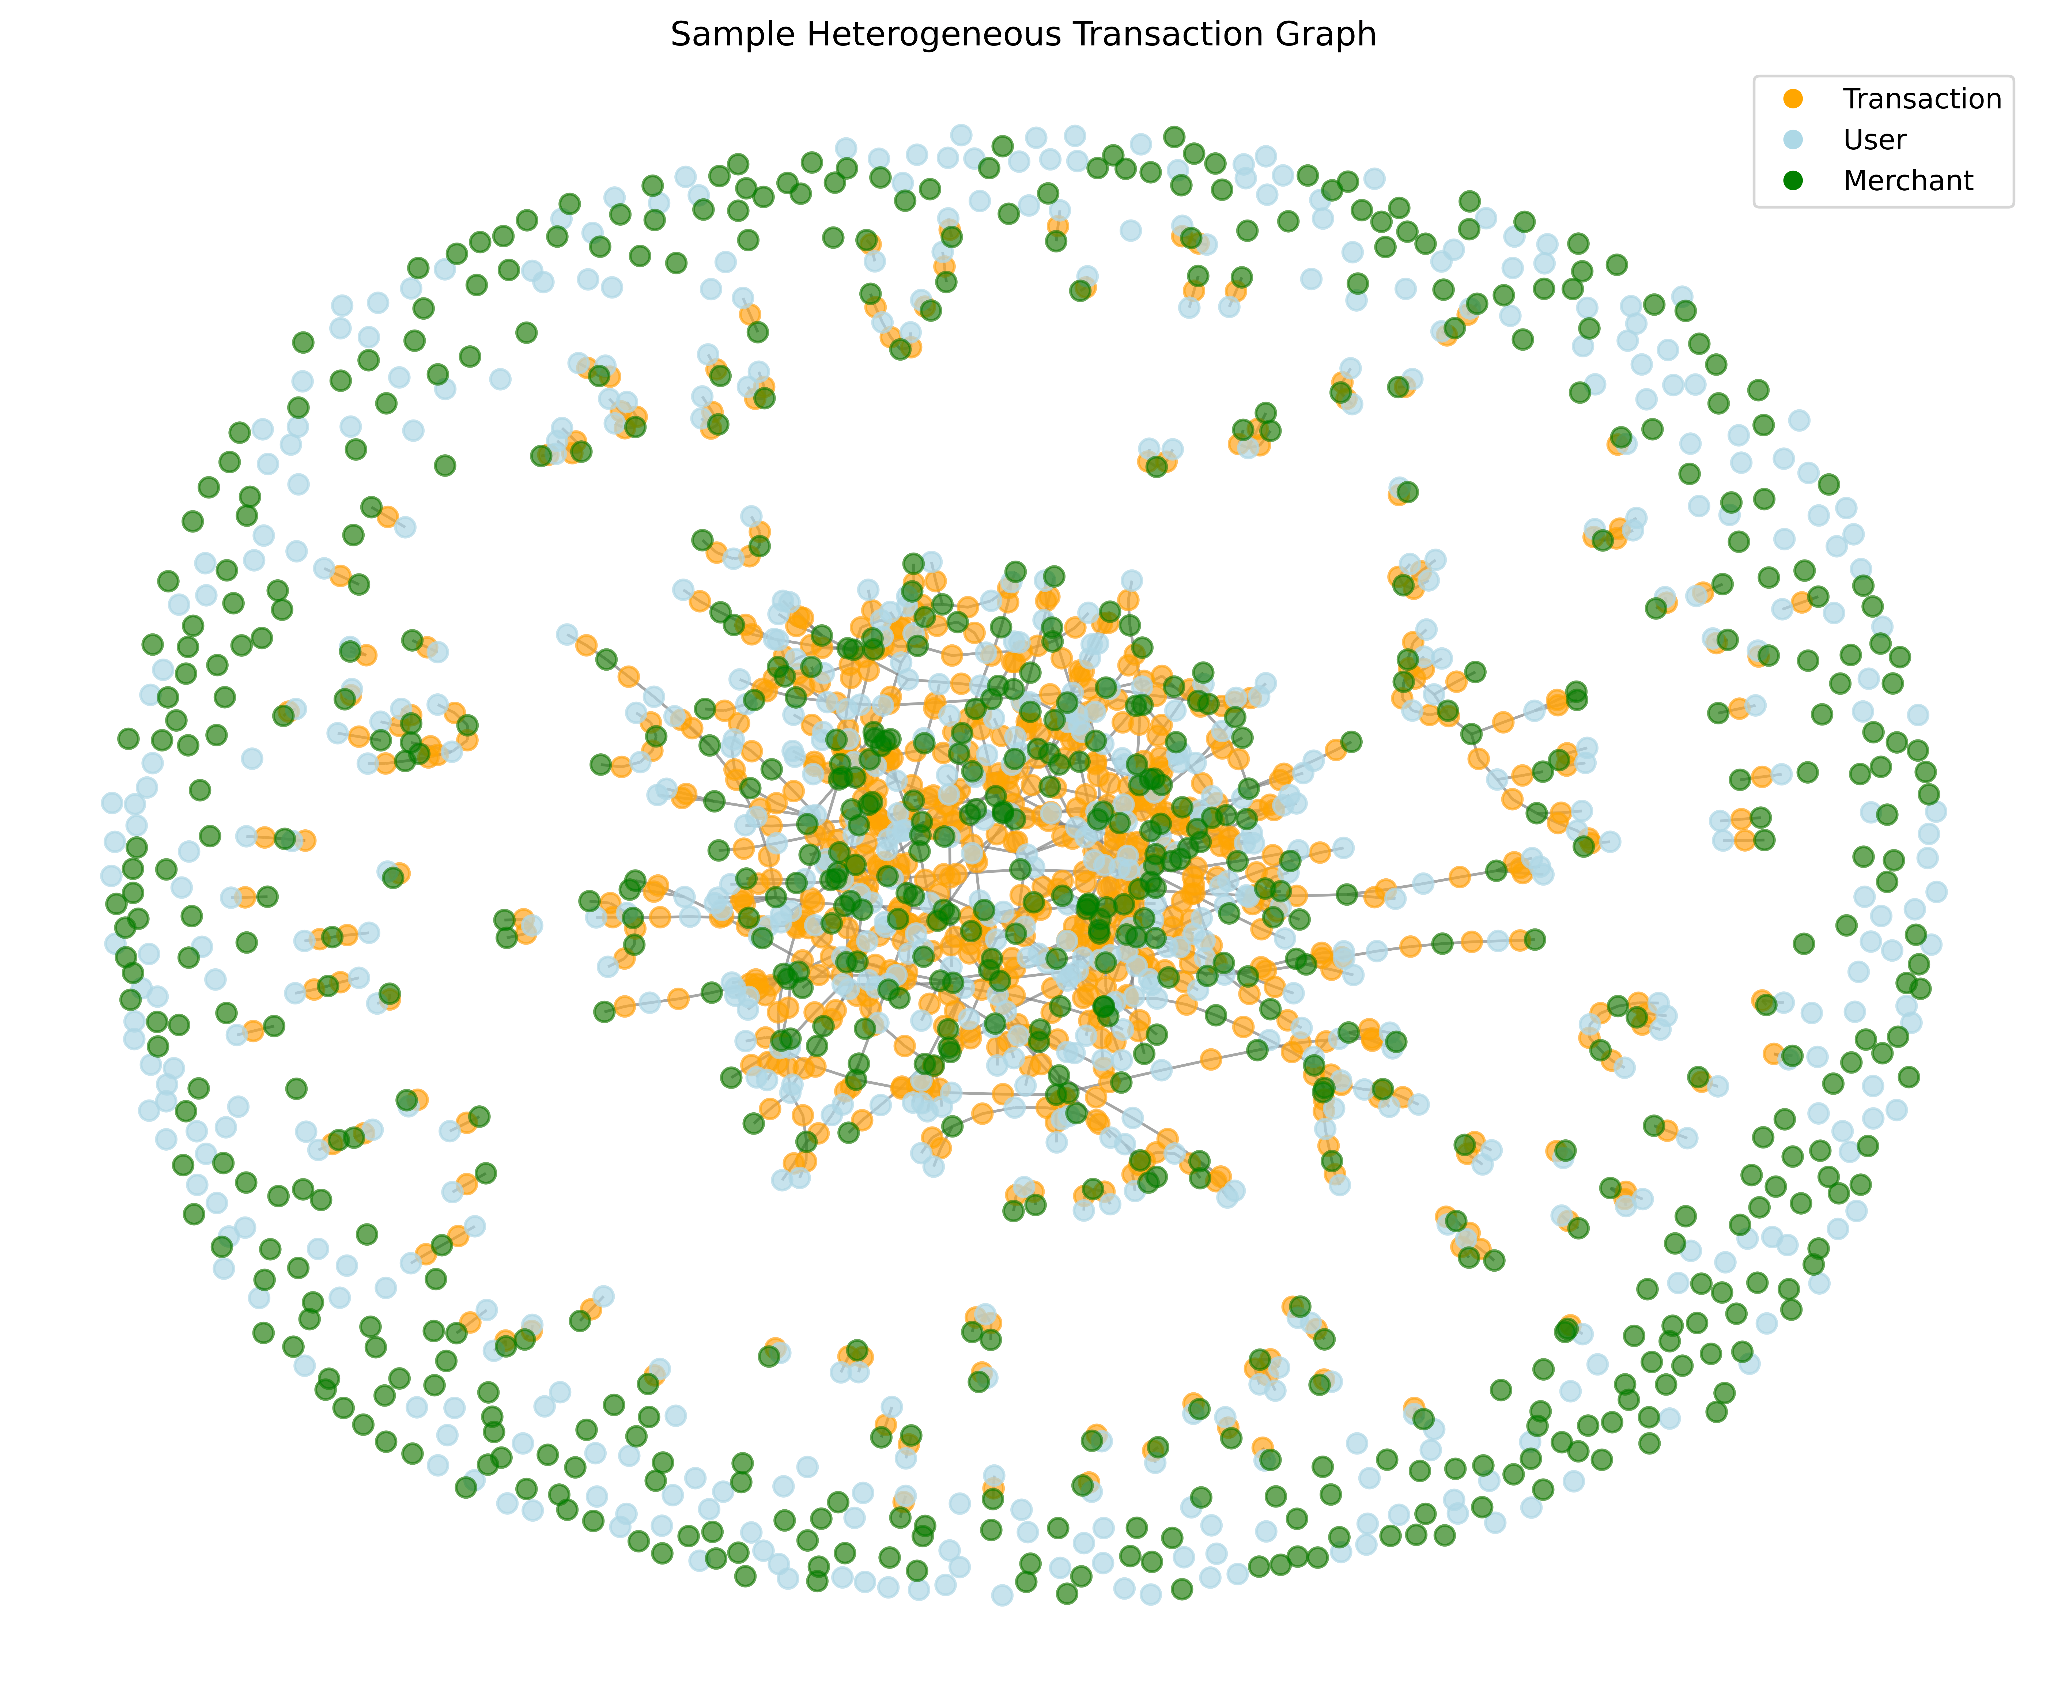 Sample Heterogeneous Transaction Graph
Transaction
User
Merchant